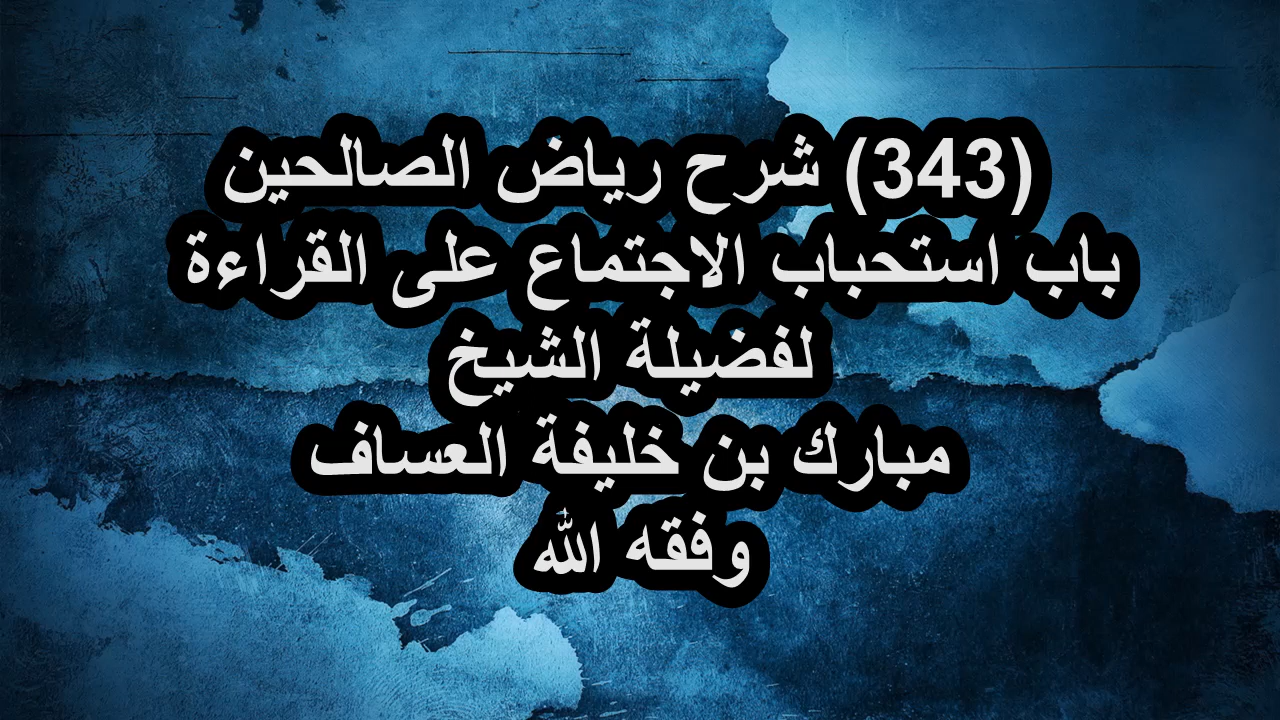 (343) شرح رياض الصالحين
باب استحباب الاجتماع على القراءة
لفضيلة الشيخ
مبارك بن خليفة العساف
وفقه الله